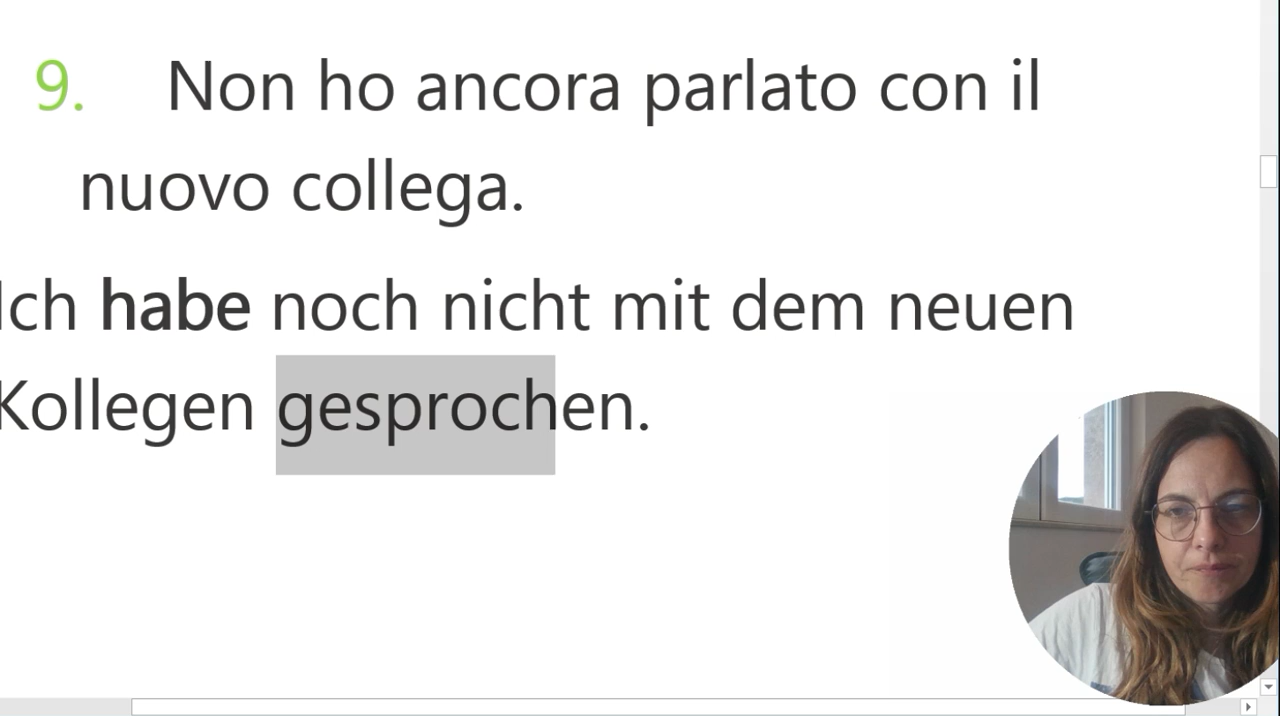 9. Non ho ancora parlato con il
nuovo collega.
Ich habe noch nicht mit dem neuen
Kollegen gesprochen.